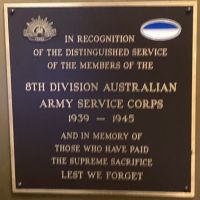 IN RECOGNITION
OF THE DISTINGUISHED SERVICE
OF THE MEMBERS OF THE
8TH DIVISION AUSTRALIAN
ARMY SERVICE CORPS
1939 — 1945
AND IN MEMORY OF
THOSE WHO HAVE PAID
THE SUPREME SACRIFICE
LEST WE FORGET